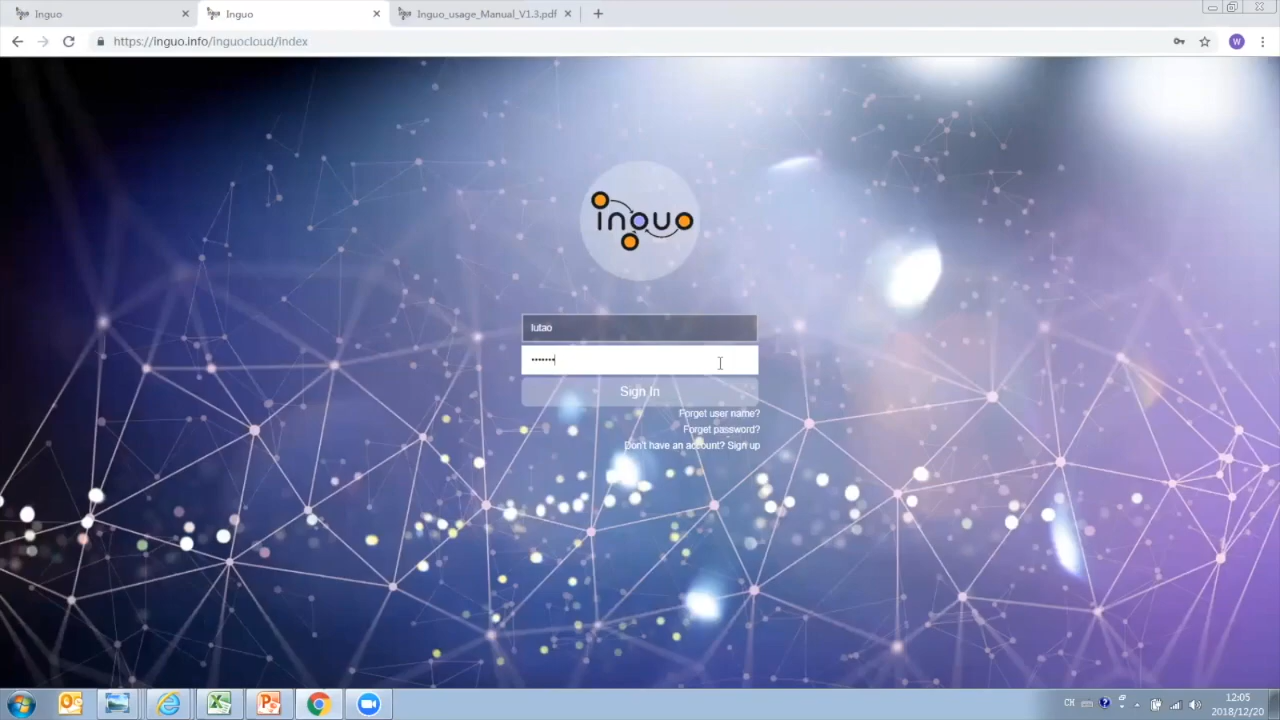 Inguo
Inguo
Inguo_usage_Manual_V1.3.pdf
https://inguo.info/inguocloud/Index
W
inguo
lutao
Sign In
Forget user name?
Forget password?
Don't have an account? Sign up
CH
12:05
2018/12/20